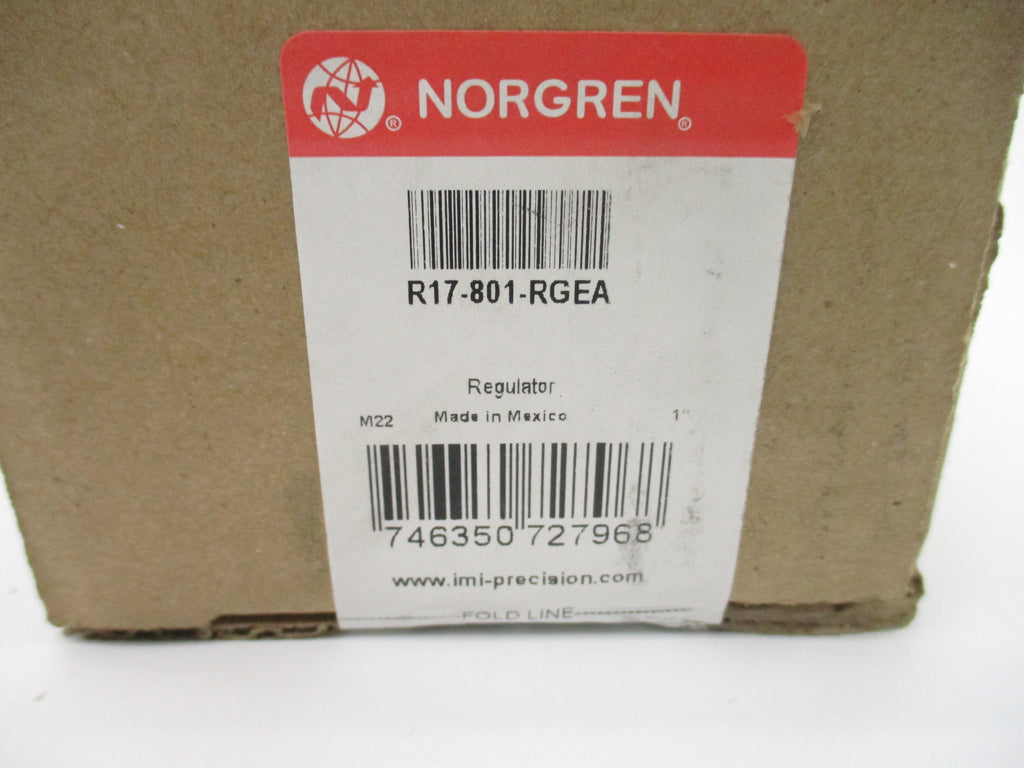 NORGREN®
R17-801-RGEA
Regulator
M22 Made in Mexico 1"
746350 727968
www.imi-precision.com
FOLD LINE